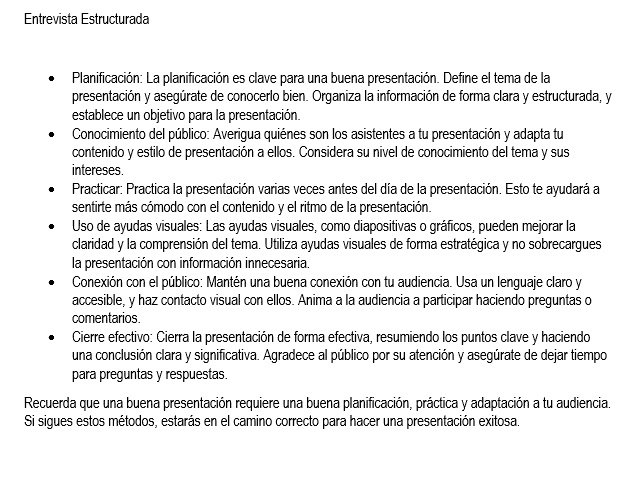 Entrevista Estructurada
• Planificación: La planificación es clave para una buena presentación. Define el tema de la
presentación y asegúrate de conocerlo bien. Organiza la información de forma clara y estructurada, y
establece un objetivo para la presentación.
• Conocimiento del público: Averigua quiénes son los asistentes a tu presentación y adapta tu
contenido y estilo de presentación a ellos. Considera su nivel de conocimiento del tema y sus
intereses.
• Practicar: Practica la presentación varias veces antes del día de la presentación. Esto te ayudará a
sentirte más cómodo con el contenido y el ritmo de la presentación.
• Uso de ayudas visuales: Las ayudas visuales, como diapositivas o gráficos, pueden mejorar la
claridad y la comprensión del tema. Utiliza ayudas visuales de forma estratégica y no sobrecargues
la presentación con información innecesaria.
• Conexión con el público: Mantén una buena conexión con tu audiencia. Usa un lenguaje claro y
accesible, y haz contacto visual con ellos. Anima a la audiencia a participar haciendo preguntas o
comentarios.
• Cierre efectivo: Cierra la presentación de forma efectiva, resumiendo los puntos clave y haciendo
una conclusión clara y significativa. Agradece al público por su atención y asegúrate de dejar tiempo
para preguntas y respuestas.
Recuerda que una buena presentación requiere una buena planificación, práctica y adaptación a tu audiencia.
Si sigues estos métodos, estarás en el camino correcto para hacer una presentación exitosa.